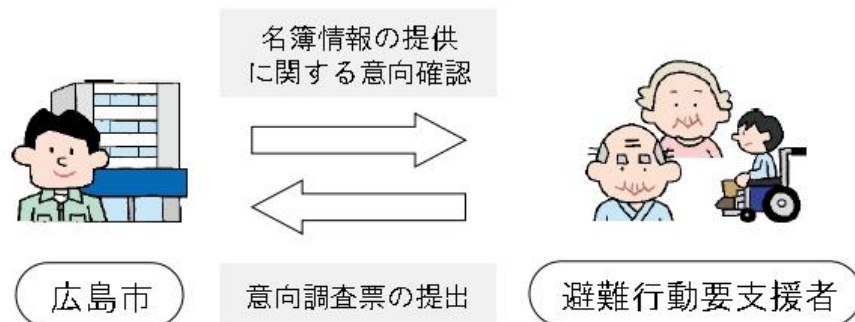 名簿情報の提供
に関する意向確認
広島市
意向調査票の提出
避難行動要支援者